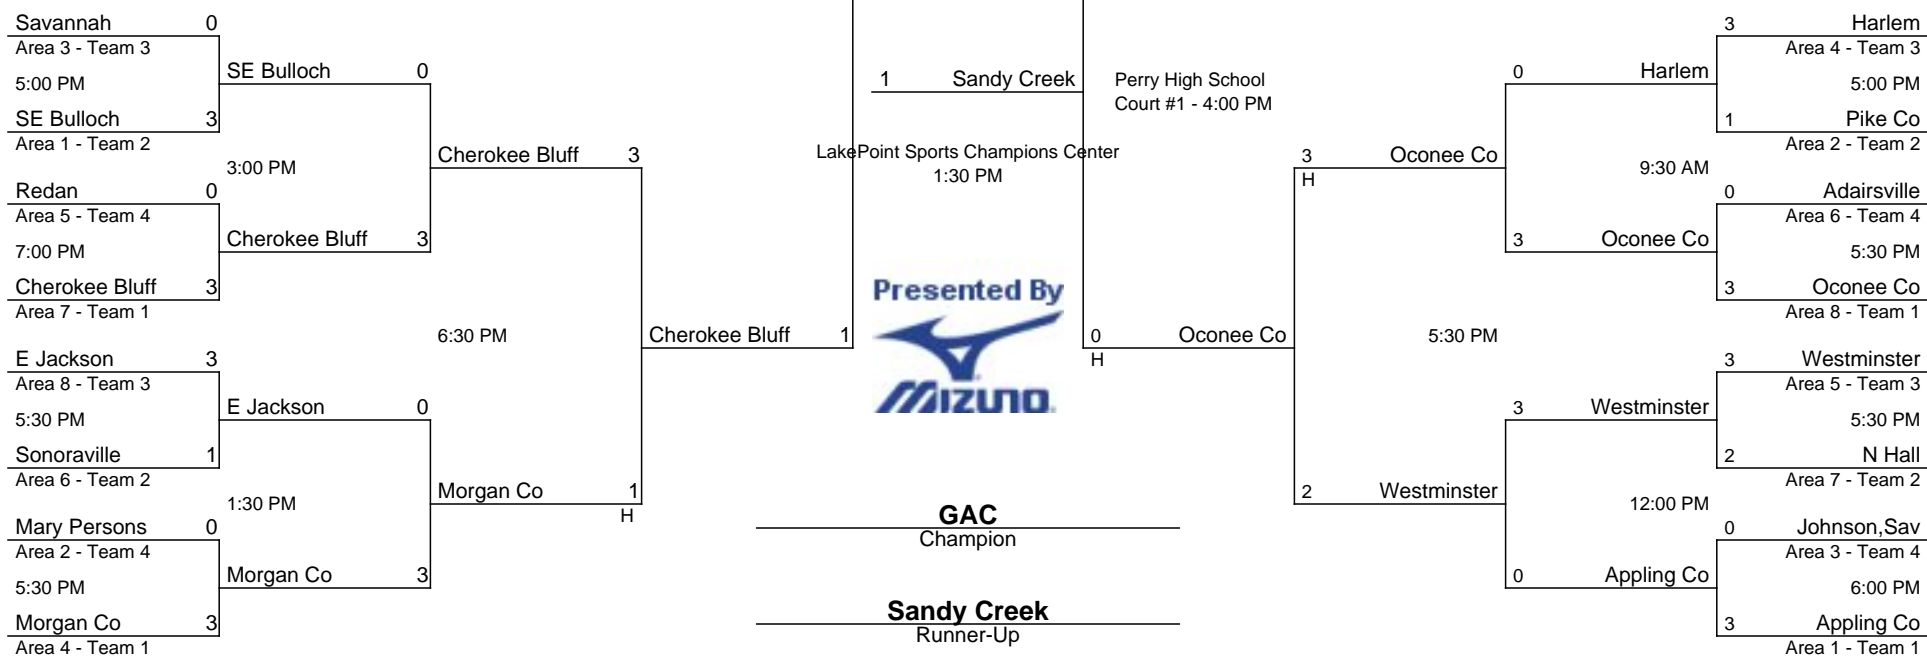 Savannah 0
Area 3 - Team 3
5:00 PM
SE Bulloch 3
Area 1 - Team 2
Redan 0
Area 5 - Team 4
7:00 PM
Cherokee Bluff 3
Area 7 - Team 1
E Jackson 3
Area 8 - Team 3
5:30 PM
Sonoraville 1
Area 6 - Team 2
Mary Persons 0
Area 2 - Team 4
5:30 PM
Morgan Co 3
Area 4 - Team 1
SE Bulloch 0
3:00 PM
Cherokee Bluff 3
E Jackson 0
1:30 PM
Morgan Co 3
Cherokee Bluff 3
6:30 PM
Morgan Co 1
H
Cherokee Bluff 1
1 Sandy Creek
Perry High School
Court #1 - 4:00 PM
LakePoint Sports Champions Center
1:30 PM
Presented By
MIZUNO
GAC
Champion
Sandy Creek
Runner-Up
0 Oconee Co
H
3 Oconee Co
H
5:30 PM
2 Westminster
0 Harlem
9:30 AM
3 Oconee Co
3 Westminster
12:00 PM
0 Appling Co
3 Harlem
Area 4 - Team 3
5:00 PM
1 Pike Co
Area 2 - Team 2
0 Adairsville
Area 6 - Team 4
5:30 PM
3 Oconee Co
Area 8 - Team 1
3 Westminster
Area 5 - Team 3
5:30 PM
2 N Hall
Area 7 - Team 2
0 Johnson,Sav
Area 3 - Team 4
6:00 PM
3 Appling Co
Area 1 - Team 1